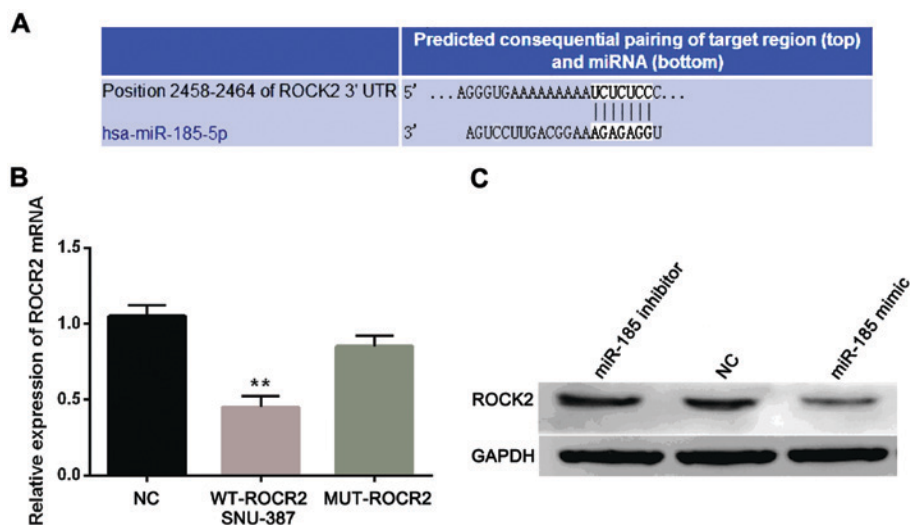 A
Predicted consequential pairing of target region (top)
and miRNA (bottom)
Position 2458-2464 of ROCK2 3' UTR 5' ...AGGGUGAAAAAAAAAAUCUCUCCC...
hsa-miR-185-5p 3' AGUCCUUGACGGAAAGAGAGGU
B
Relative expression of ROCR2 mRNA
1.5
1.0
0.5
0.0
**
NC
WT-ROCR2
SNU-387
MUT-ROCR2
C
miR-185 inhibitor
NC
miR-185 mimic
ROCK2
GAPDH